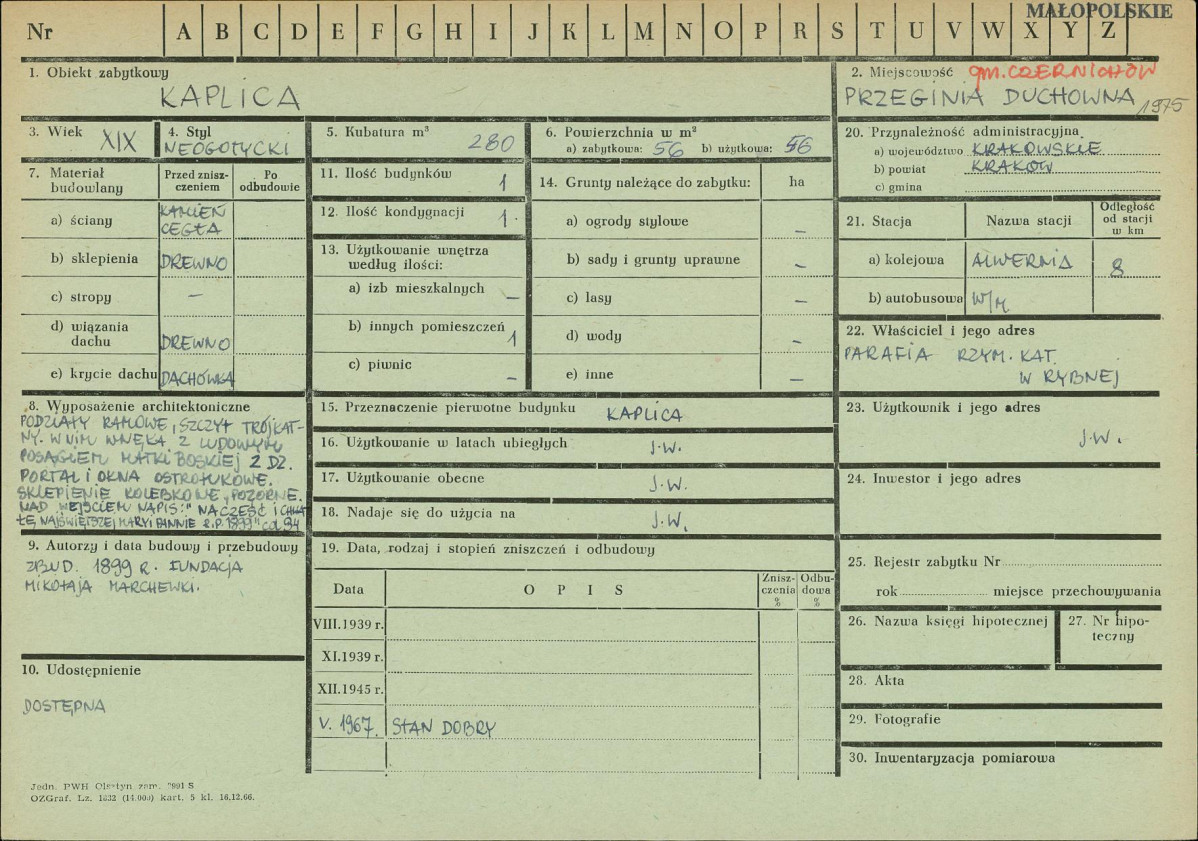 MAŁOPOLSKIE
Nr A B C D E F G H I J K L M N O P R S T U V W X Y Z
1. Obiekt zabytkowy
KAPLICA
2. Miejscowość gm. CZERNICHÓW
PRZEGINIA DUCHOWNA 1975
3. Wiek XIX
4. Styl
NEOGOTYCKI
5. Kubatura m³
280
6. Powierzchnia w m²
a) zabytkowa: 56 b) użytkowa: 56
7. Materiał budowlany
Przed znisz-
czeniem
Po
odbudowie
a) ściany KAMIEŃ
CEGŁA
b) sklepienia DREWNO
c) stropy —
d) wiązania
dachu DREWNO
e) krycie dachu DACHÓWKA
8. Wyposażenie architektoniczne
PODZIAŁY RAMOWE, SZCZYT TRÓJKĄT-
NY. W NIM WNĘKA Z LUDOWYM
POSĄGIEM MATKI BOSKIEJ Z DZ.
PORTAL I OKNA OSTROŁUKOWE.
SKLEPIENIE KOLEBKOWE, POZORNE.
NAD WEJŚCIEM NAPIS: "NA CZEŚĆ I CHWA
ŁĘ NAJŚWIĘTSZEJ MARYI PANNIE R.P. 1899"
9. Autorzy i data budowy i przebudowy
ZBUD. 1899 R. FUNDACJA
MIKOŁAJA MARCHEWKI.
10. Udostępnienie
DOSTĘPNA
11. Ilość budynków 1
12. Ilość kondygnacji 1.
13. Użytkowanie wnętrza
według ilości:
a) izb mieszkalnych —
b) innych pomieszczeń 1
c) piwnic —
14. Grunty należące do zabytku: ha
a) ogrody stylowe —
b) sady i grunty uprawne —
c) lasy —
d) wody —
e) inne —
15. Przeznaczenie pierwotne budynku KAPLICA
16. Użytkowanie w latach ubiegłych J.W.
17. Użytkowanie obecne J.W.
18. Nadaje się do użycia na J.W.
19. Data, rodzaj i stopień zniszczeń i odbudowy
Data O P I S Znisz-
czenia
% Odbu-
dowa
%
VIII.1939 r.
XI.1939 r.
XII.1945 r.
V. 1967. STAN DOBRY
20. Przynależność administracyjna
a) województwo KRAKOWSKIE
b) powiat KRAKÓW
c) gmina
21. Stacja Nazwa stacji Odległość
od stacji
w km
a) kolejowa ALWERNIA 8
b) autobusowa W/M
22. Właściciel i jego adres
PARAFIA RZYM. KAT.
W RYBNEJ
23. Użytkownik i jego adres
J.W.
24. Inwestor i jego adres
25. Rejestr zabytku Nr
rok miejsce przechowywania
26. Nazwa księgi hipotecznej
27. Nr hipo-
teczny
28. Akta
29. Fotografie
30. Inwentaryzacja pomiarowa
Jedn. PWH Olsztyn zam.
OZGraf. Lz. 1832 (14.000) kart. 5 kl. 16.12.66.